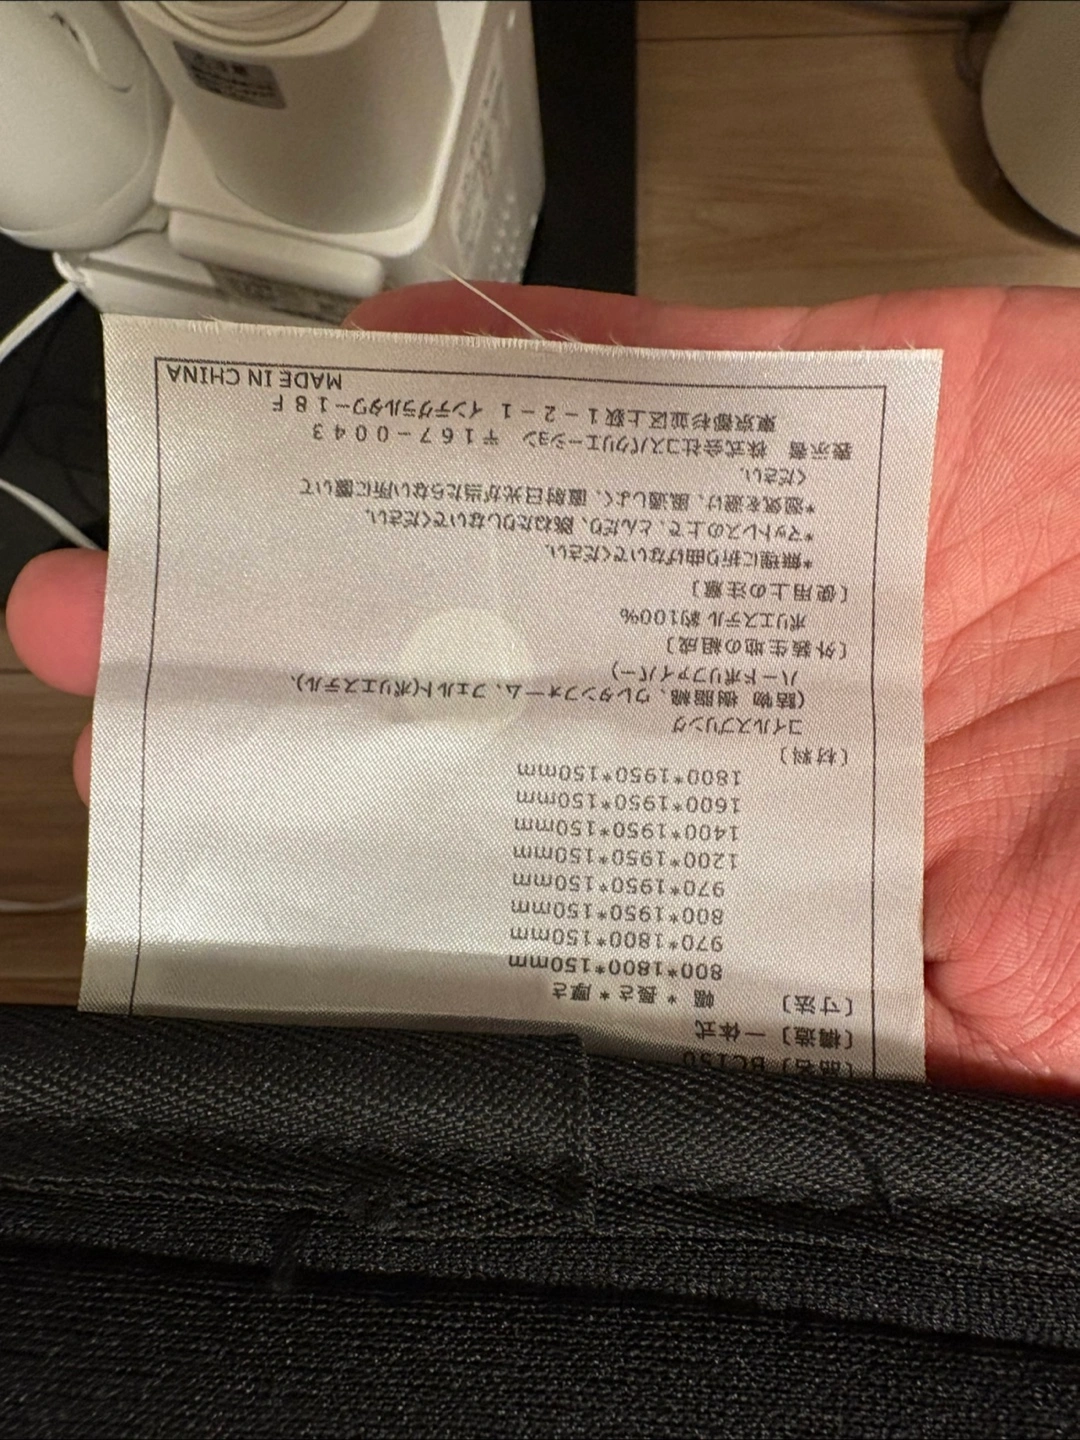 〔品名〕BC150
〔構造〕一体式
〔寸法〕 幅 * 長さ * 厚さ
800*1800*150mm
970*1800*150mm
800*1950*150mm
970*1950*150mm
1200*1950*150mm
1400*1950*150mm
1600*1950*150mm
1800*1950*150mm
〔材料〕
コイルスプリング
(詰物 樹脂綿、ウレタンフォーム、フェルト(ポリエステル)、
ハードポリファイバー)
〔外装生地の組成〕
ポリエステル 約100%
〔使用上の注意〕
*無理に折り曲げないでください。
*マットレスの上で、とんだり、跳ねたりしないでください。
*湿気を避け、風通しよく、直射日光が当たらない所に置いて
ください。
表示者 株式会社コスパクリエーション 〒167-0043
東京都杉並区上荻1-2-1 インテグラルタワー18F
MADE IN CHINA